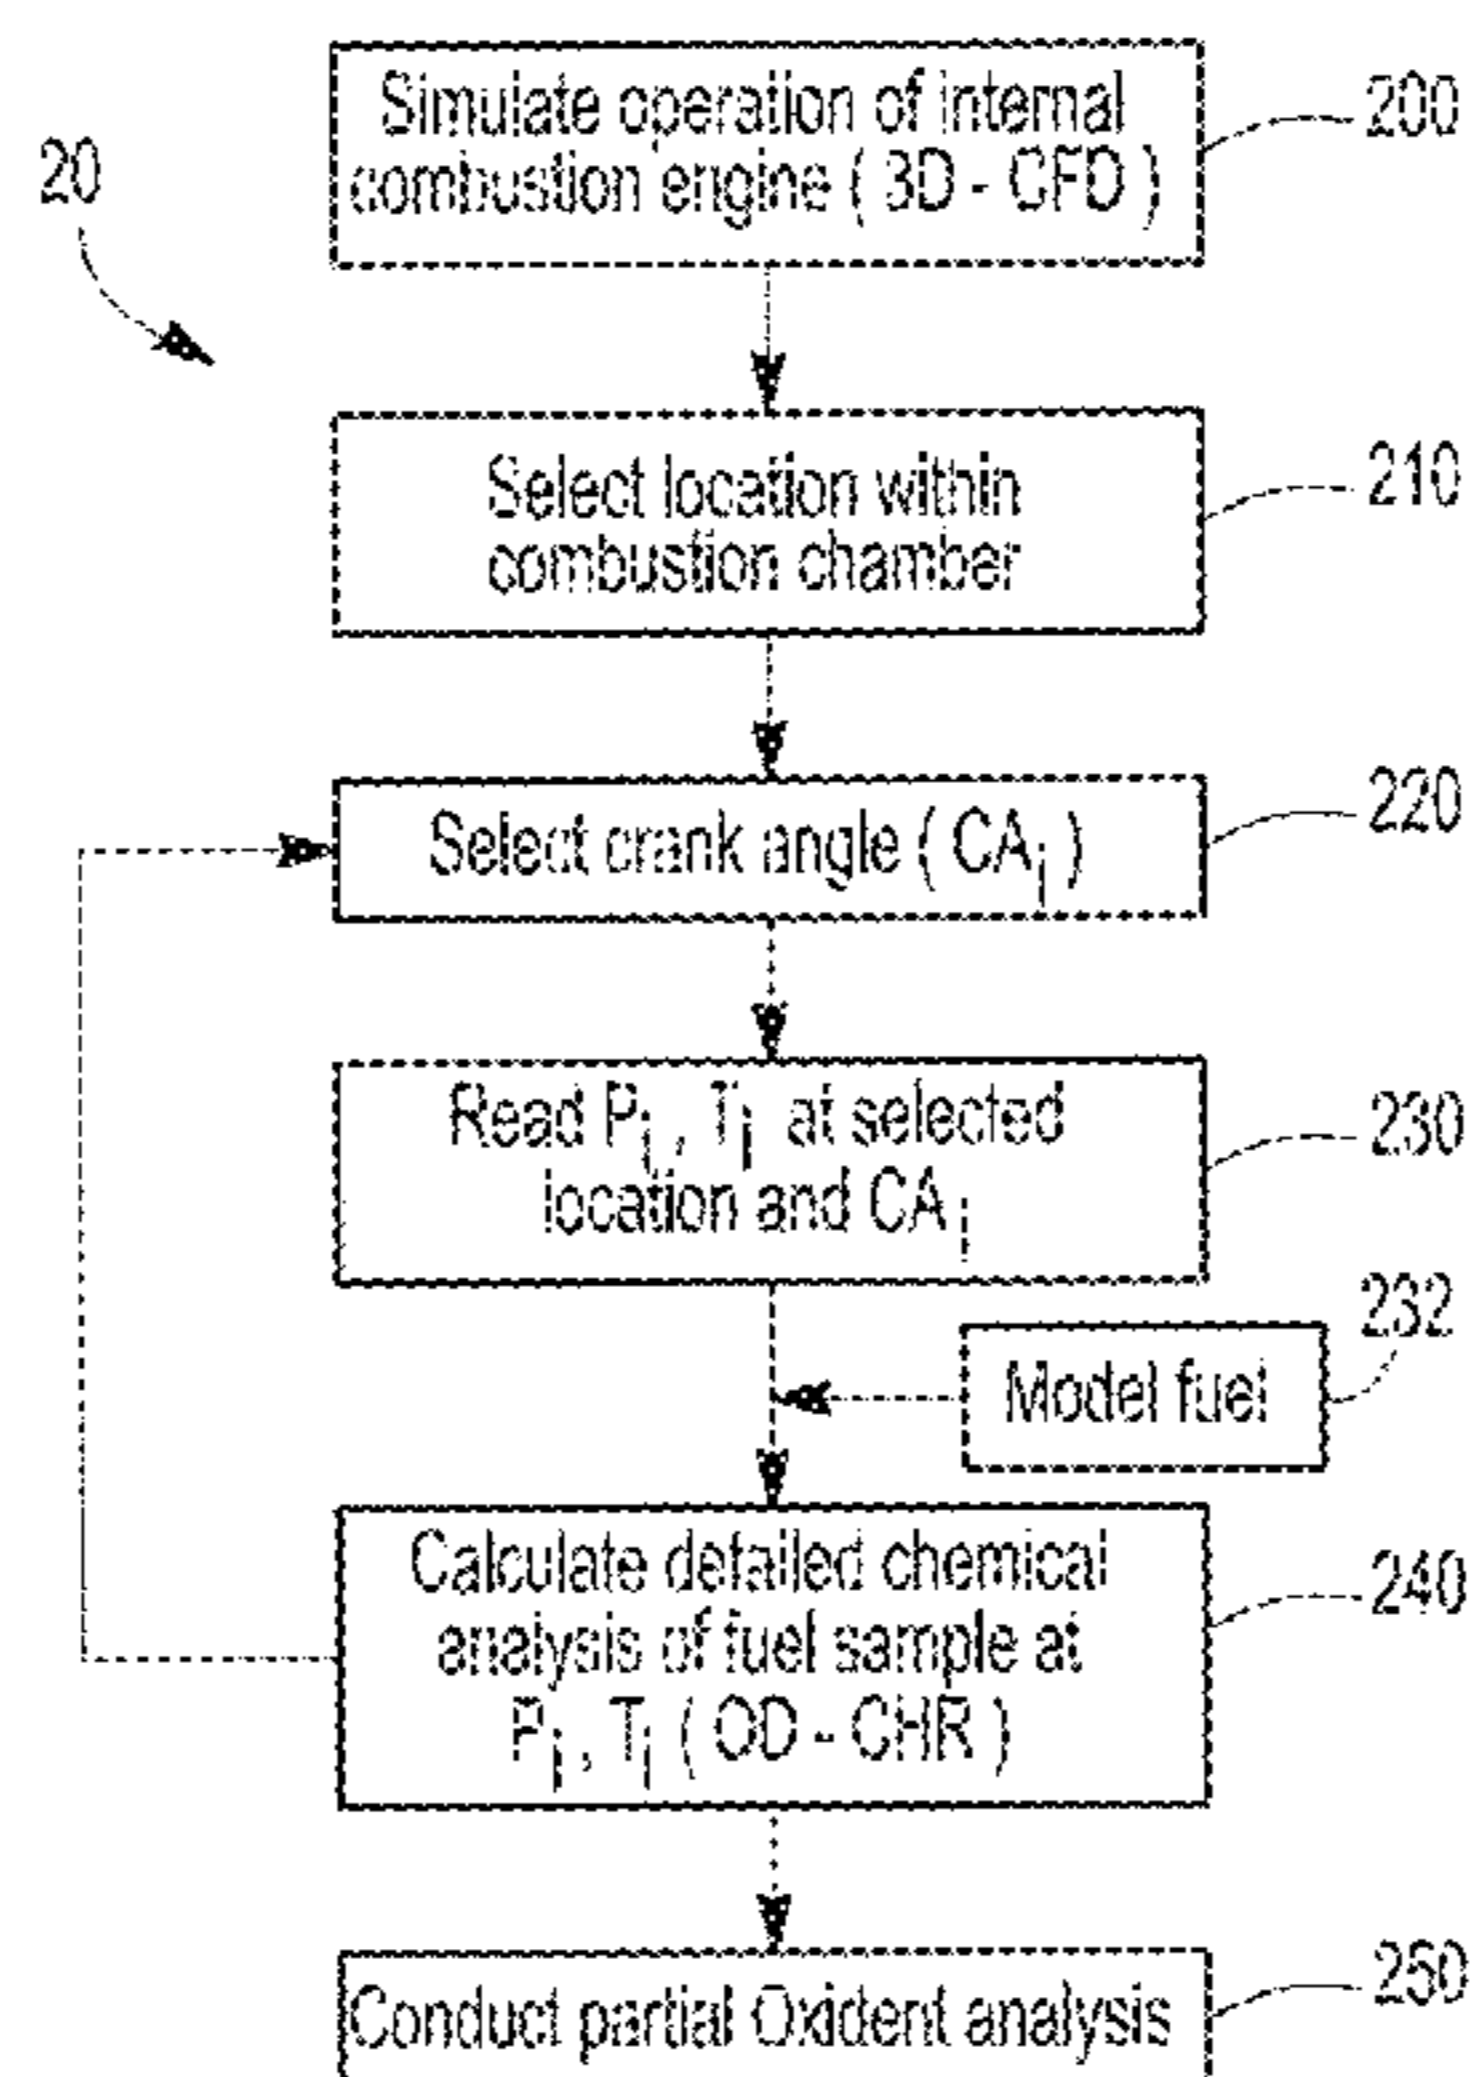 Simulate operation of internal
combustion engine ( 3D - CFD )
200
20
Select location within
combustion chamber
210
Select crank angle ( CAi )
220
Read Pi , Ti at selected
location and CA i
230
232
Model fuel
Calculate detailed chemical
analysis of fuel sample at
Pi , Ti ( OD - CHR )
240
Conduct partial Oxident analysis
250